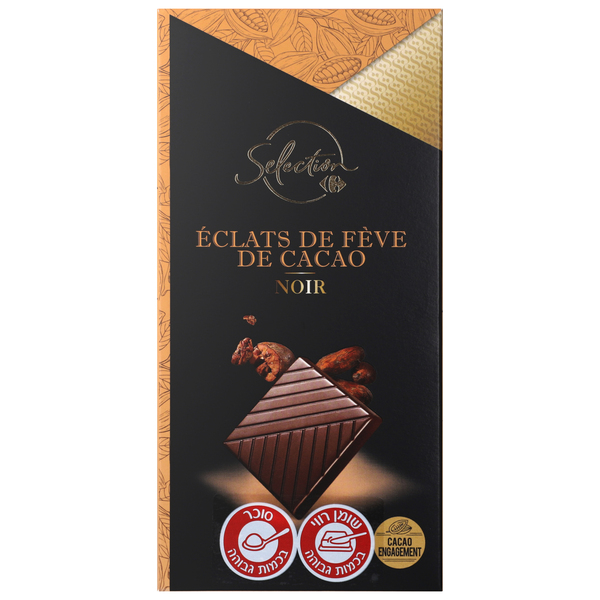 Selection
ÉCLATS DE FÈVE
DE CACAO
NOIR
סוכר
בכמות גבוהה
שומן רווי
בכמות גבוהה
CACAO
ENGAGEMENT